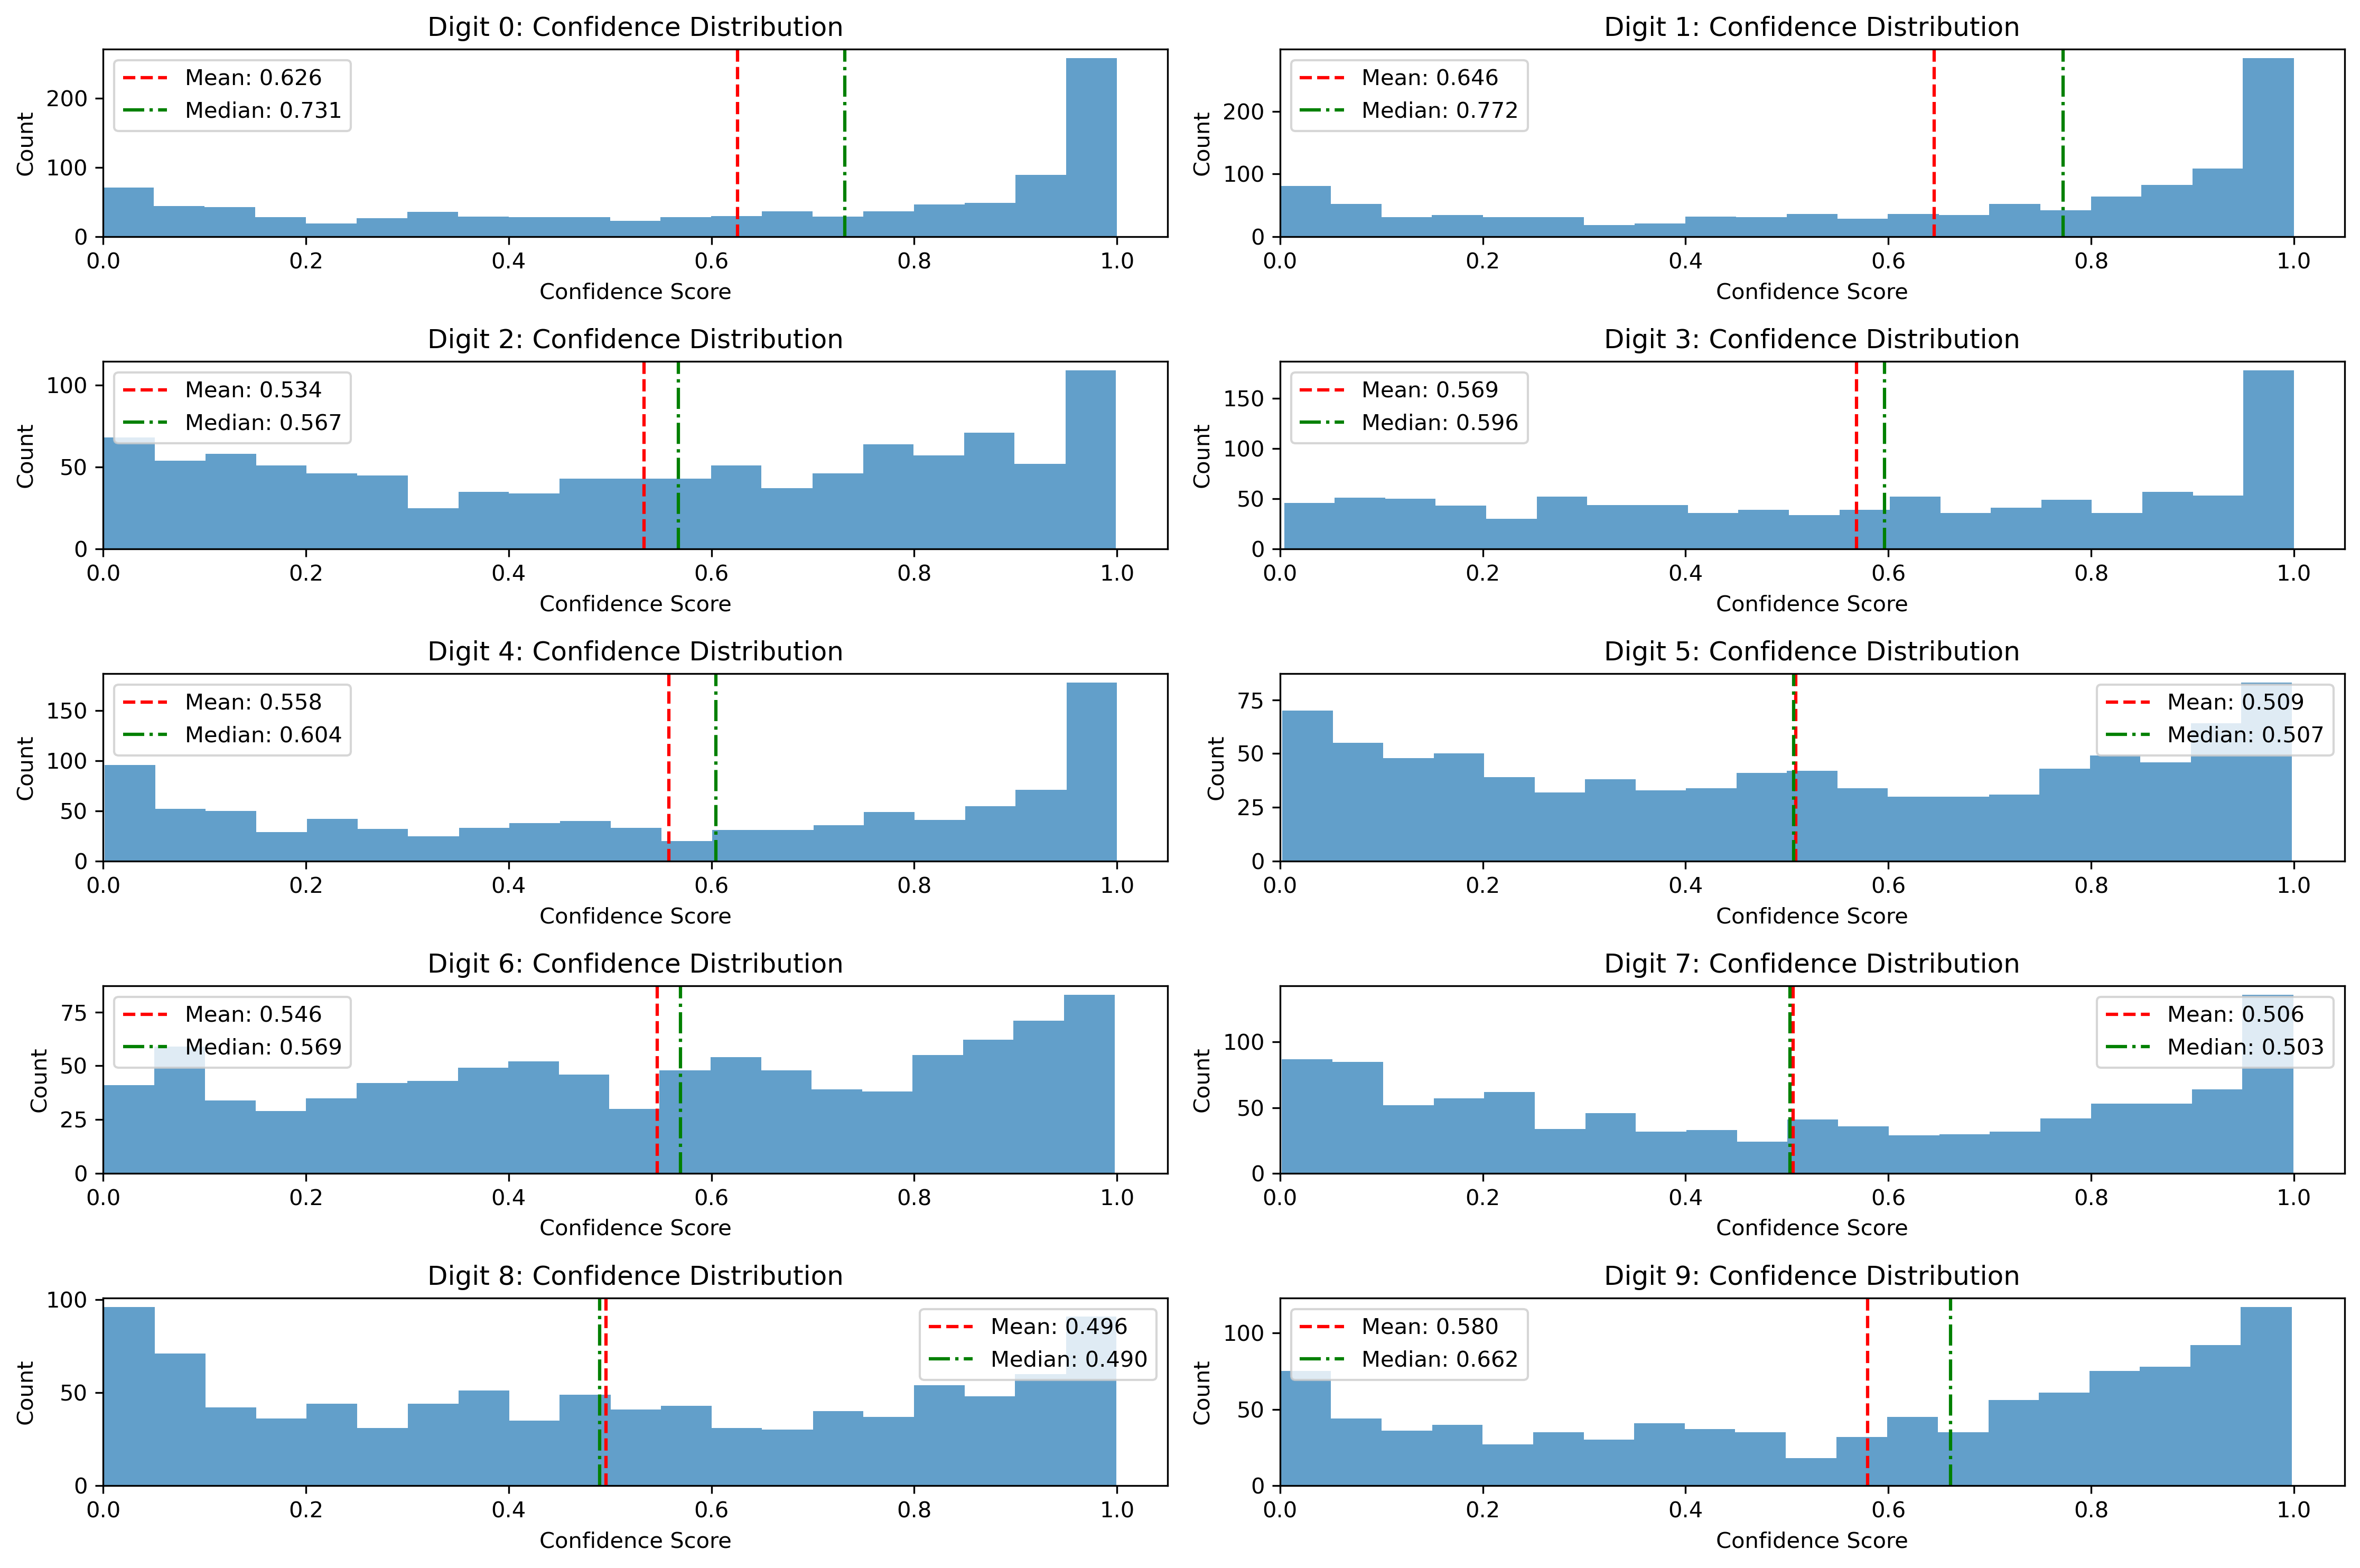 Digit 0: Confidence Distribution
Mean: 0.626
Median: 0.731
Count
200
100
0
0.0 0.2 0.4 0.6 0.8 1.0
Confidence Score
Digit 1: Confidence Distribution
Mean: 0.646
Median: 0.772
Count
200
100
0
0.0 0.2 0.4 0.6 0.8 1.0
Confidence Score
Digit 2: Confidence Distribution
Mean: 0.534
Median: 0.567
Count
100
50
0
0.0 0.2 0.4 0.6 0.8 1.0
Confidence Score
Digit 3: Confidence Distribution
Mean: 0.569
Median: 0.596
Count
150
100
50
0
0.0 0.2 0.4 0.6 0.8 1.0
Confidence Score
Digit 4: Confidence Distribution
Mean: 0.558
Median: 0.604
Count
150
100
50
0
0.0 0.2 0.4 0.6 0.8 1.0
Confidence Score
Digit 5: Confidence Distribution
Mean: 0.509
Median: 0.507
Count
75
50
25
0
0.0 0.2 0.4 0.6 0.8 1.0
Confidence Score
Digit 6: Confidence Distribution
Mean: 0.546
Median: 0.569
Count
75
50
25
0
0.0 0.2 0.4 0.6 0.8 1.0
Confidence Score
Digit 7: Confidence Distribution
Mean: 0.506
Median: 0.503
Count
100
50
0
0.0 0.2 0.4 0.6 0.8 1.0
Confidence Score
Digit 8: Confidence Distribution
Mean: 0.496
Median: 0.490
Count
100
50
0
0.0 0.2 0.4 0.6 0.8 1.0
Confidence Score
Digit 9: Confidence Distribution
Mean: 0.580
Median: 0.662
Count
100
50
0
0.0 0.2 0.4 0.6 0.8 1.0
Confidence Score